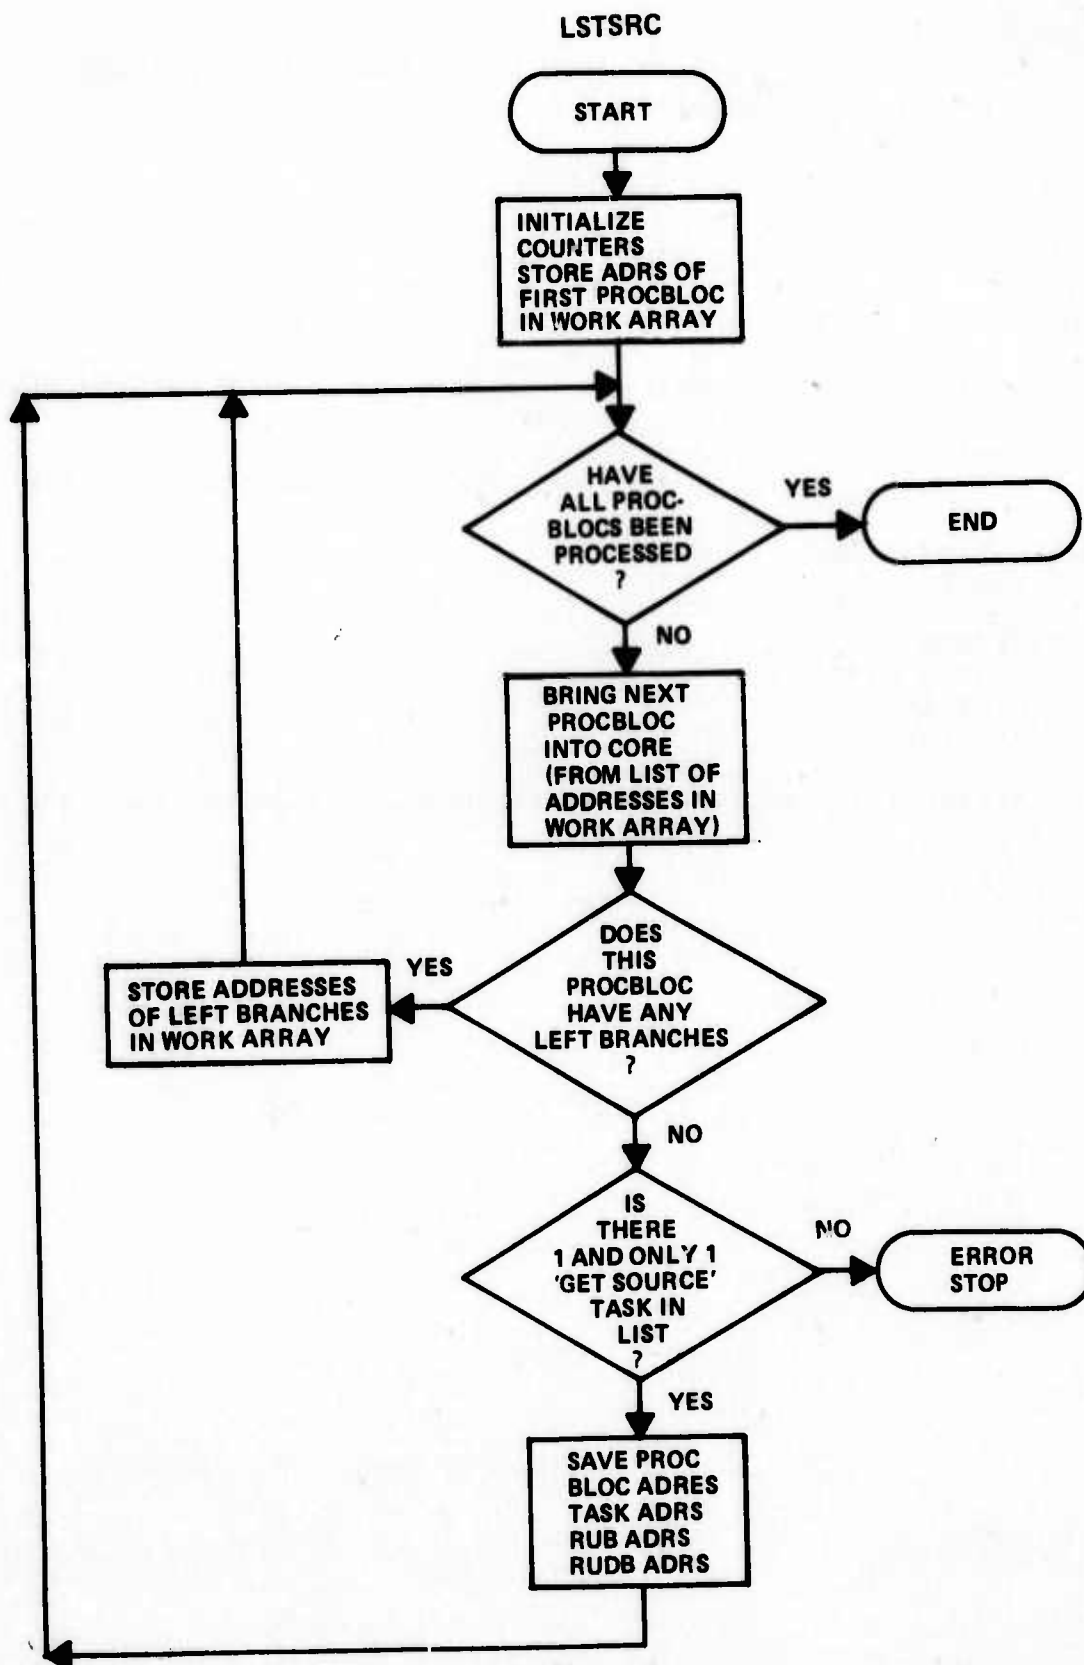 LSTSRC
START
INITIALIZE
COUNTERS
STORE ADRS OF
FIRST PROCBLOC
IN WORK ARRAY
HAVE
ALL PROC-
BLOCS BEEN
PROCESSED
?
YES
END
NO
BRING NEXT
PROCBLOC
INTO CORE
(FROM LIST OF
ADDRESSES IN
WORK ARRAY)
DOES
THIS
PROCBLOC
HAVE ANY
LEFT BRANCHES
?
YES
STORE ADDRESSES
OF LEFT BRANCHES
IN WORK ARRAY
NO
IS
THERE
1 AND ONLY 1
'GET SOURCE'
TASK IN
LIST
?
NO
ERROR
STOP
YES
SAVE PROC
BLOC ADRES
TASK ADRS
RUB ADRS
RUDB ADRS